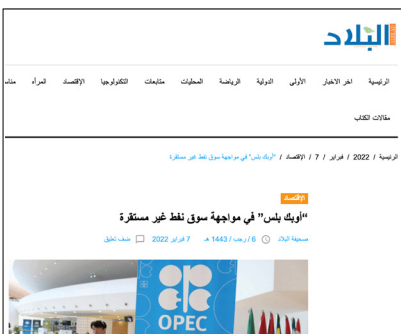 البلاد
الرئيسية اخر الاخبار الأولى الدولية الرياضة المحليات متابعات التكنولوجيا الإقتصاد المرأه مناس
مقالات الكتاب
الرئيسية / 2022 / فبراير / 7 / الإقتصاد / “أوبك بلس” في مواجهة سوق نفط غير مستقرة
الإقتصاد
“أوبك بلس” في مواجهة سوق نفط غير مستقرة
صحيفة البلاد 6 / رجب / 1443 هـ 7 فبراير 2022 ضف تعليق
OPEC